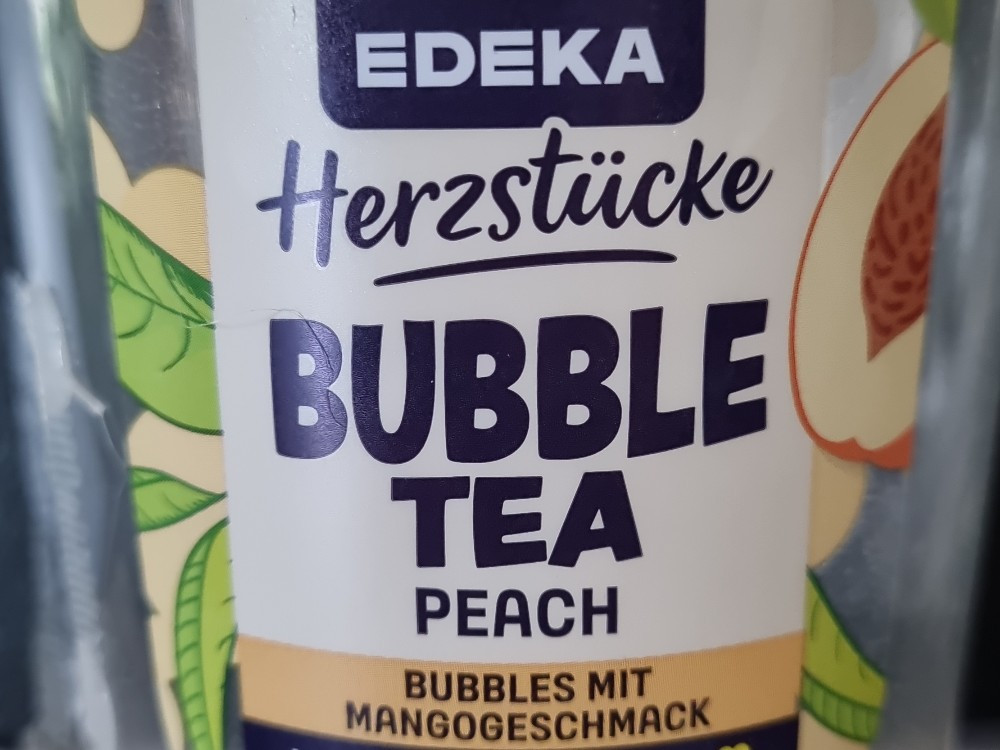 EDEKA
Herzstücke
BUBBLE
TEA
PEACH
BUBBLES MIT
MANGOGESCHMACK